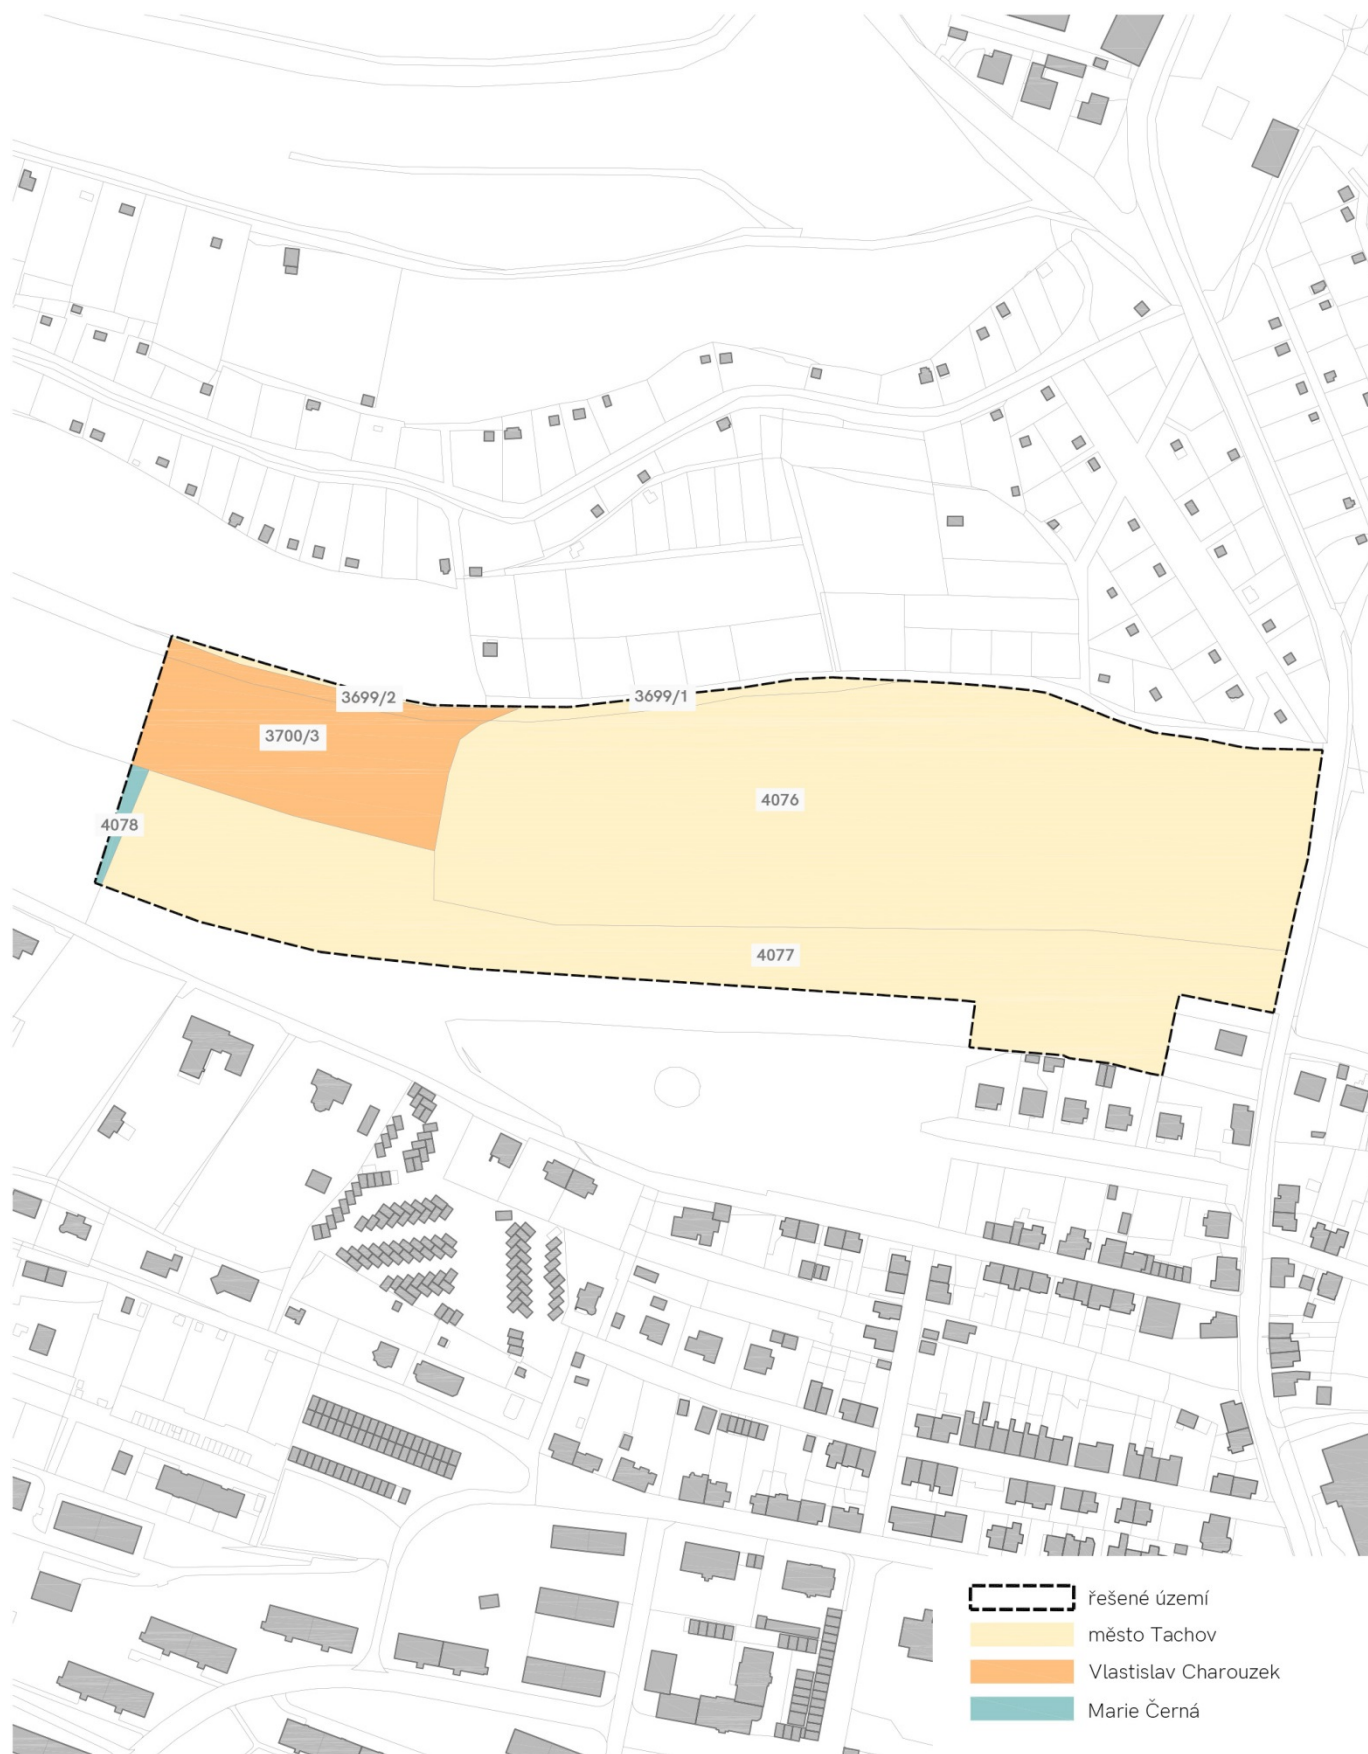 3699/2
3699/1
3700/3
4076
4078
4077
řešené území
město Tachov
Vlastislav Charouzek
Marie Černá